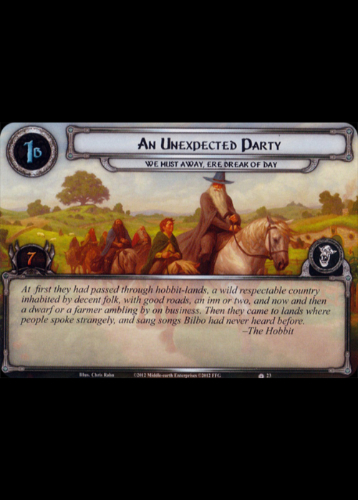 1B
An Unexpected Party
We must away, ere break of day
7
At first they had passed through hobbit-lands, a wild respectable country
inhabited by decent folk, with good roads, an inn or two, and now and then
a dwarf or a farmer ambling by on business. Then they came to lands where
people spoke strangely, and sang songs Bilbo had never heard before.
–The Hobbit
Illus. Chris Rahn ©2012 Middle-earth Enterprises ©2012 FFG 23